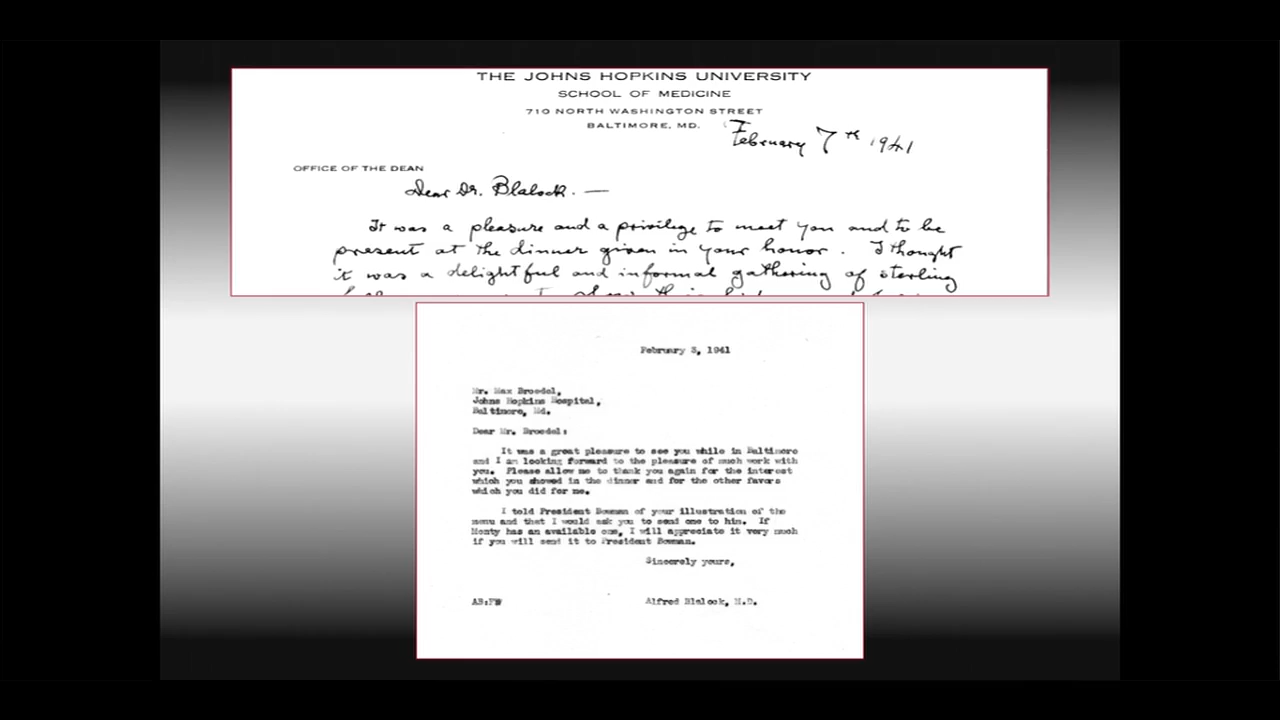 THE JOHNS HOPKINS UNIVERSITY
SCHOOL OF MEDICINE
710 NORTH WASHINGTON STREET
BALTIMORE, MD.
February 7th 1941
OFFICE OF THE DEAN
Dear Dr. Blalock. —
It was a pleasure and a privilege to meet you and to be
present at the dinner given in your honor. I thought
it was a delightful and informal gathering of sterling
February 3, 1941
Mr. Max Broedel,
Johns Hopkins Hospital,
Baltimore, Md.
Dear Mr. Broedel:
It was a great pleasure to see you while in Baltimore
and I am looking forward to the pleasure of much work with
you. Please allow me to thank you again for the interest
which you showed in the dinner and for the other favors
which you did for me.
I told President Bowman of your illustration of the
menu and that I would ask you to send one to him. If
Monty has an available one, I will appreciate it very much
if you will send it to President Bowman.
Sincerely yours,
AB:FW
Alfred Blalock, M.D.